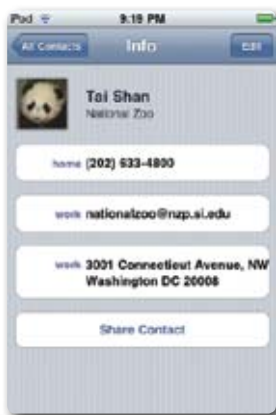 Pod 9:19 PM
All Contacts Info Edit
Tai Shan
National Zoo
home (202) 633-4800
work nationalzoo@nzp.si.edu
work 3001 Connecticut Avenue, NW
Washington DC 20008
Share Contact